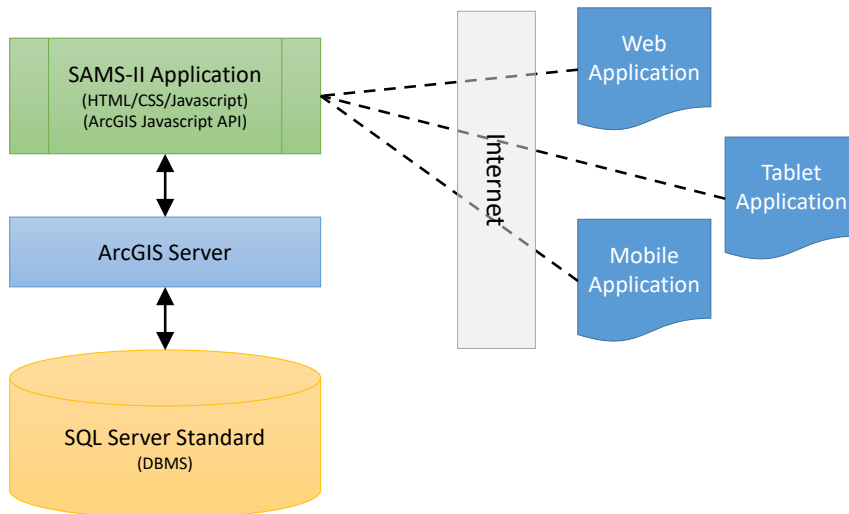 SAMS-II Application
(HTML/CSS/Javascript)
(ArcGIS Javascript API)
ArcGIS Server
SQL Server Standard
(DBMS)
Internet
Web
Application
Tablet
Application
Mobile
Application